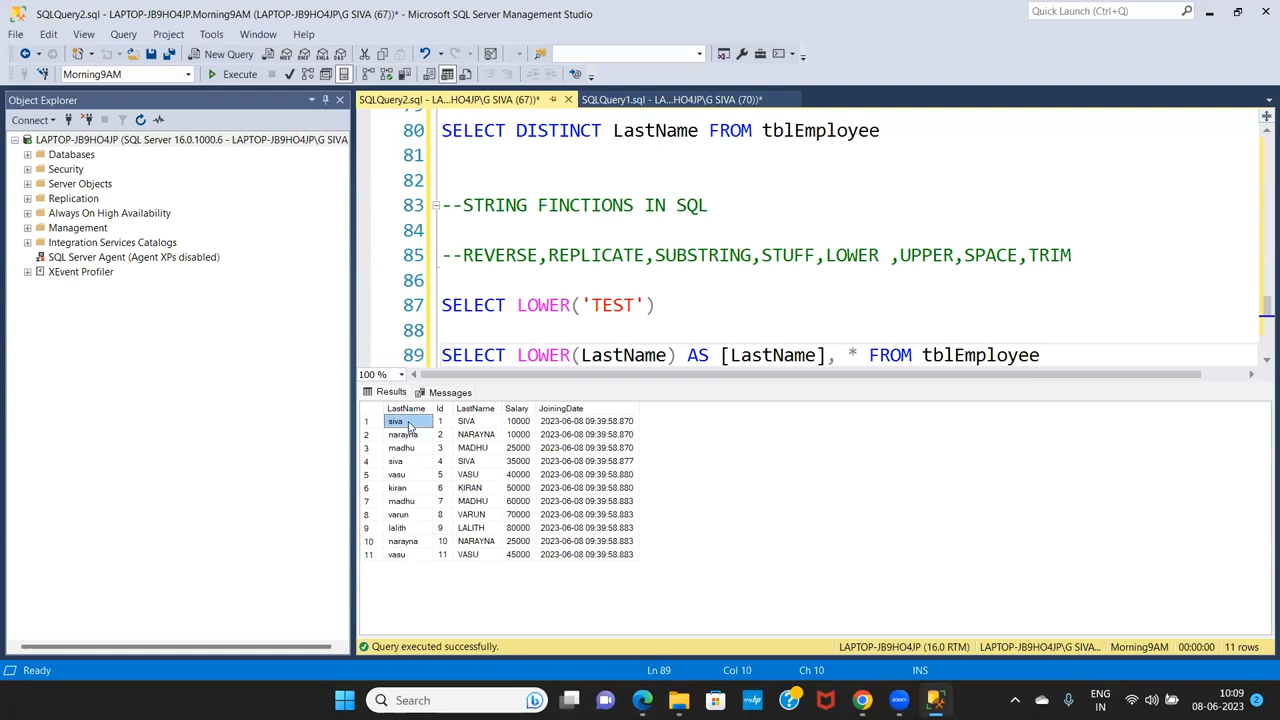 SQLQuery2.sql - LAPTOP-JB9HO4JP.Morning9AM (LAPTOP-JB9HO4JP\G SIVA (67))* - Microsoft SQL Server Management Studio
Quick Launch (Ctrl+Q)
File Edit View Query Project Tools Window Help
New Query
MDX DMX XMLA DAX
Morning9AM Execute
Object Explorer
SQLQuery2.sql - LA...HO4JP\G SIVA (67))* SQLQuery1.sql - LA...HO4JP\G SIVA (70))*
Connect
LAPTOP-JB9HO4JP (SQL Server 16.0.1000.6 - LAPTOP-JB9HO4JP\G SIVA
Databases
Security
Server Objects
Replication
Always On High Availability
Management
Integration Services Catalogs
SQL Server Agent (Agent XPs disabled)
XEvent Profiler
80 SELECT DISTINCT LastName FROM tblEmployee
81
82
83 --STRING FINCTIONS IN SQL
84
85 --REVERSE,REPLICATE,SUBSTRING,STUFF,LOWER ,UPPER,SPACE,TRIM
86
87 SELECT LOWER('TEST')
88
89 SELECT LOWER(LastName) AS [LastName], * FROM tblEmployee
100 %
Results Messages
LastName Id LastName Salary JoiningDate
1 siva 1 SIVA 10000 2023-06-08 09:39:58.870
2 narayna 2 NARAYNA 10000 2023-06-08 09:39:58.870
3 madhu 3 MADHU 25000 2023-06-08 09:39:58.870
4 siva 4 SIVA 35000 2023-06-08 09:39:58.877
5 vasu 5 VASU 40000 2023-06-08 09:39:58.880
6 kiran 6 KIRAN 50000 2023-06-08 09:39:58.880
7 madhu 7 MADHU 60000 2023-06-08 09:39:58.883
8 varun 8 VARUN 70000 2023-06-08 09:39:58.883
9 lalith 9 LALITH 80000 2023-06-08 09:39:58.883
10 narayna 10 NARAYNA 25000 2023-06-08 09:39:58.883
11 vasu 11 VASU 45000 2023-06-08 09:39:58.883
Query executed successfully. LAPTOP-JB9HO4JP (16.0 RTM) LAPTOP-JB9HO4JP\G SIVA... Morning9AM 00:00:00 11 rows
Ready Ln 89 Col 10 Ch 10 INS
Search
zoom
ENG
IN
10:09
08-06-2023
2